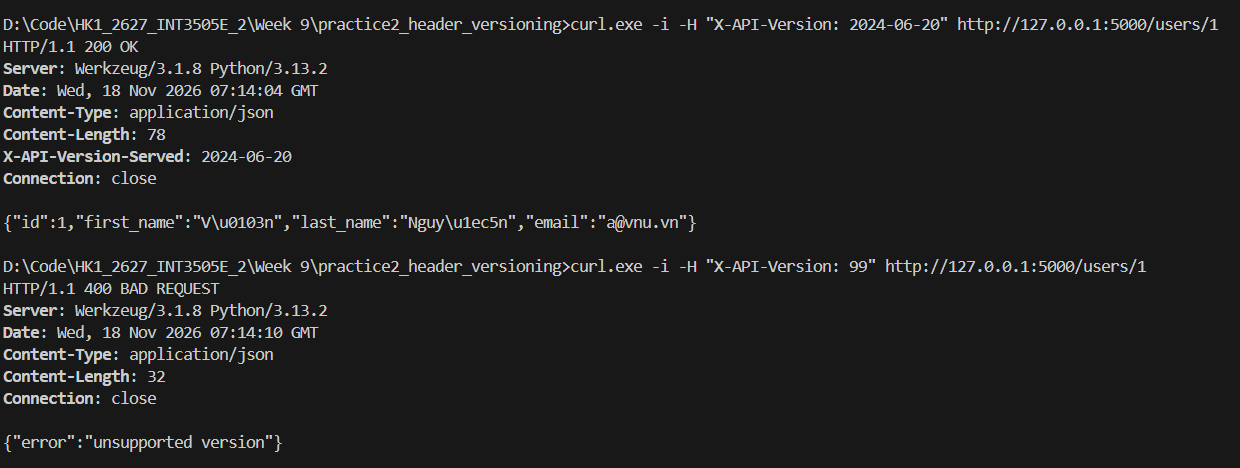 D:\Code\HK1_2627_INT3505E_2\Week 9\practice2_header_versioning>curl.exe -i -H "X-API-Version: 2024-06-20" http://127.0.0.1:5000/users/1
HTTP/1.1 200 OK
Server: Werkzeug/3.1.8 Python/3.13.2
Date: Wed, 18 Nov 2026 07:14:04 GMT
Content-Type: application/json
Content-Length: 78
X-API-Version-Served: 2024-06-20
Connection: close
{"id":1,"first_name":"V\u0103n","last_name":"Nguy\u1ec5n","email":"a@vnu.vn"}
D:\Code\HK1_2627_INT3505E_2\Week 9\practice2_header_versioning>curl.exe -i -H "X-API-Version: 99" http://127.0.0.1:5000/users/1
HTTP/1.1 400 BAD REQUEST
Server: Werkzeug/3.1.8 Python/3.13.2
Date: Wed, 18 Nov 2026 07:14:10 GMT
Content-Type: application/json
Content-Length: 32
Connection: close
{"error":"unsupported version"}